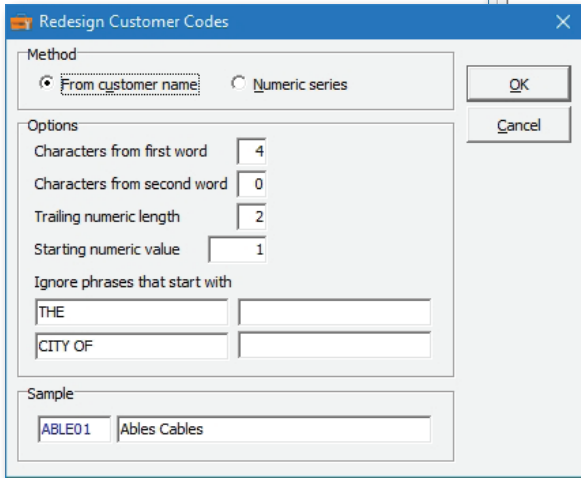 Redesign Customer Codes
Method
From customer name Numeric series
OK
Cancel
Options
Characters from first word 4
Characters from second word 0
Trailing numeric length 2
Starting numeric value 1
Ignore phrases that start with
THE
CITY OF
Sample
ABLE01 Ables Cables